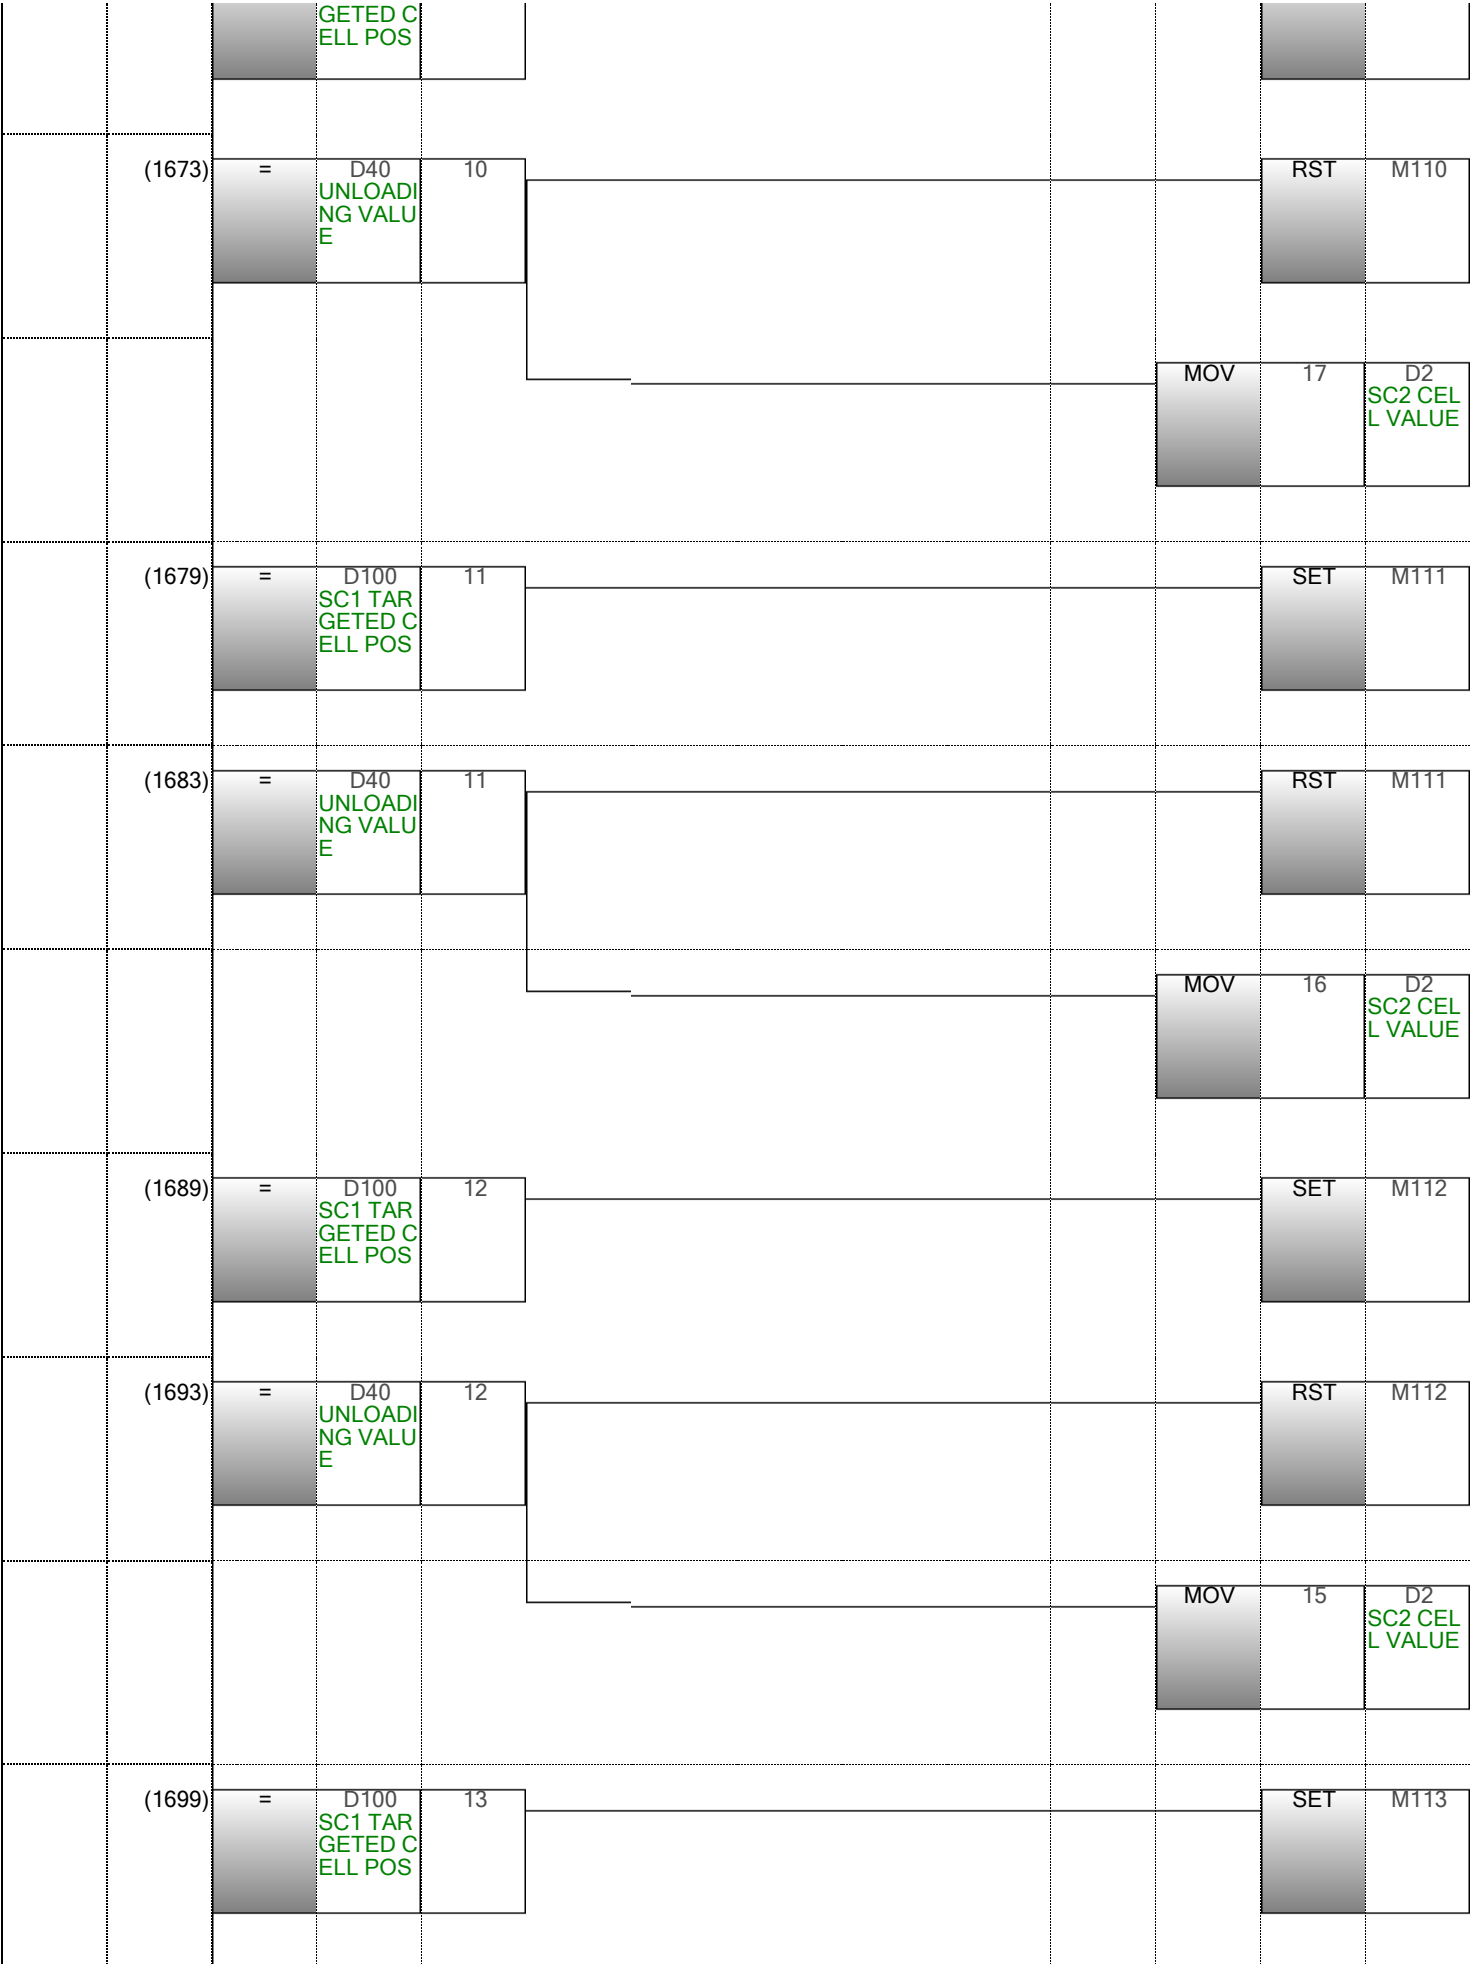 GETED C
ELL POS
(1673) = D40 10 RST M110
UNLOADI
NG VALU
E
MOV 17 D2
SC2 CEL
L VALUE
(1679) = D100 11 SET M111
SC1 TAR
GETED C
ELL POS
(1683) = D40 11 RST M111
UNLOADI
NG VALU
E
MOV 16 D2
SC2 CEL
L VALUE
(1689) = D100 12 SET M112
SC1 TAR
GETED C
ELL POS
(1693) = D40 12 RST M112
UNLOADI
NG VALU
E
MOV 15 D2
SC2 CEL
L VALUE
(1699) = D100 13 SET M113
SC1 TAR
GETED C
ELL POS